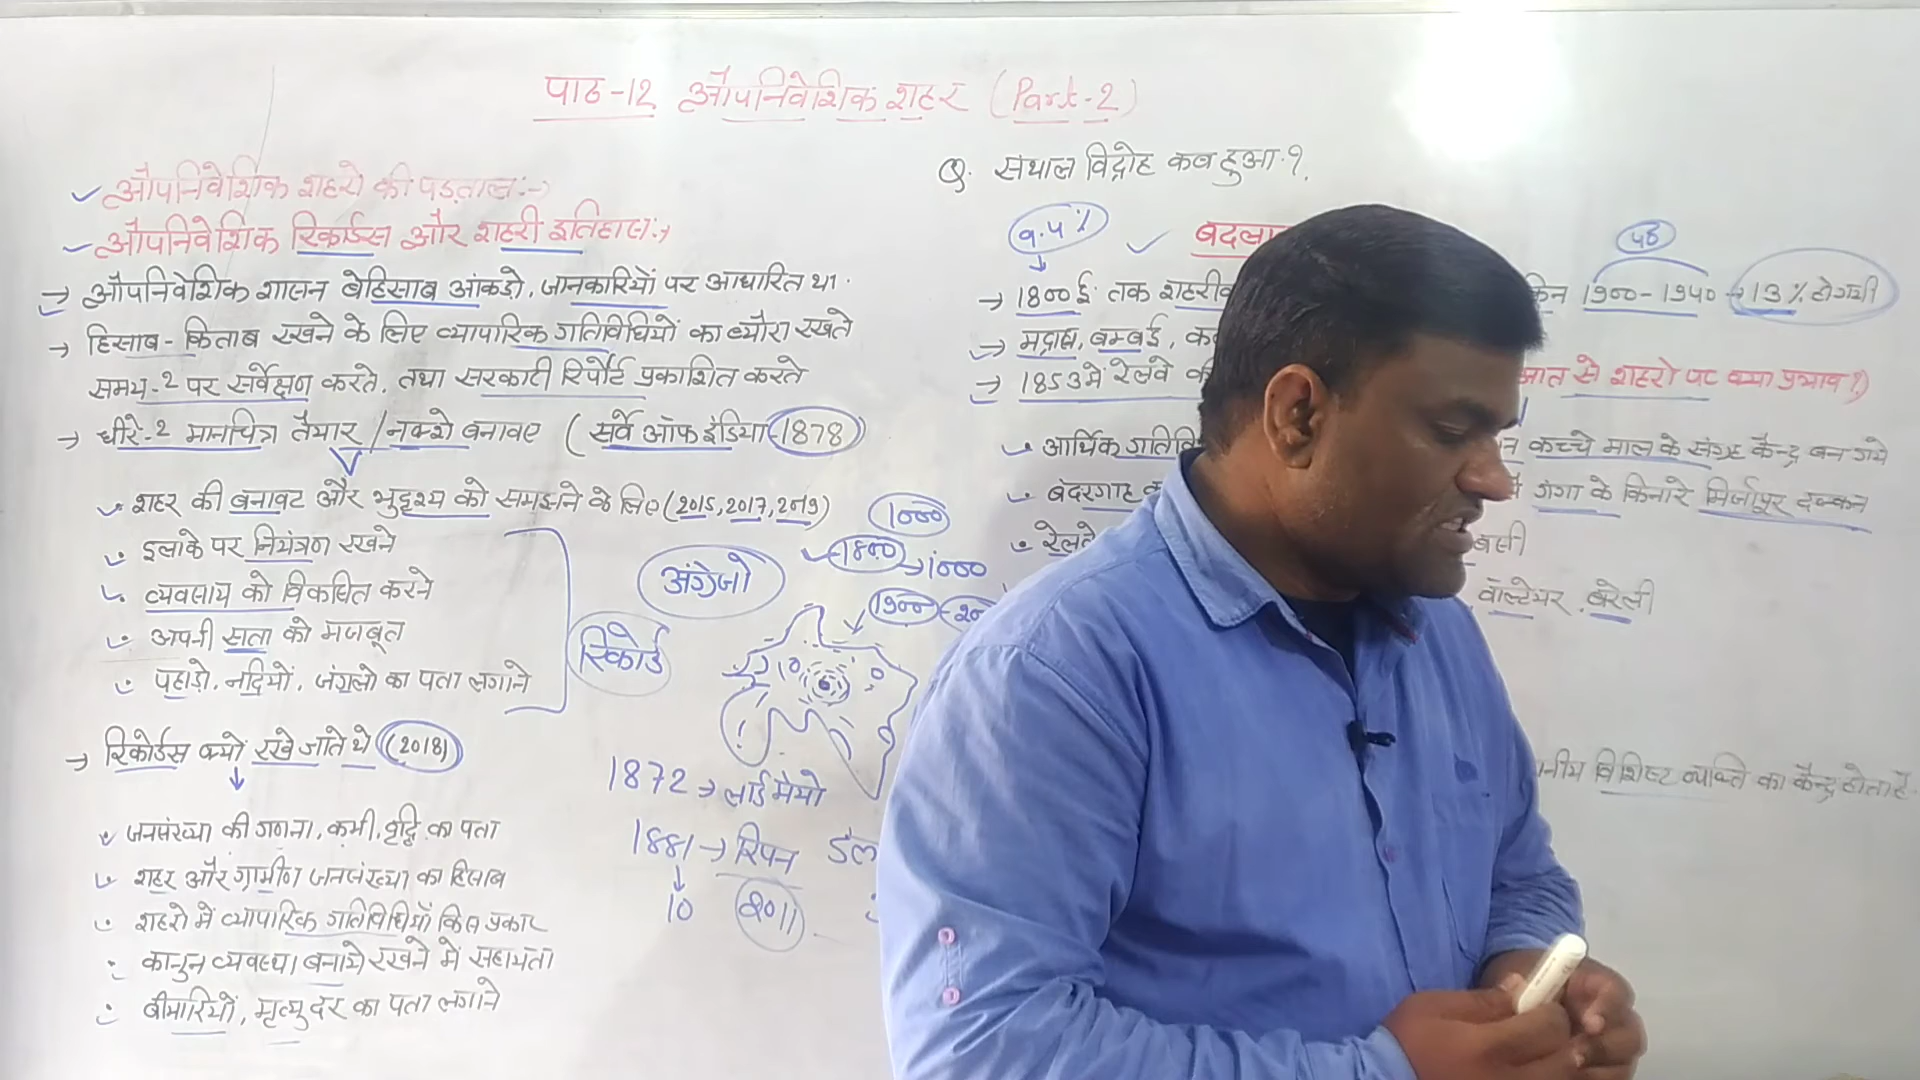 पाठ-12 औपनिवेशिक शहर (Part-2)
औपनिवेशिक शहरो की पड़ताल:-
औपनिवेशिक रिकार्डस और शहरी इतिहास:-
→ औपनिवेशिक शासन बेहिसाब आंकडो, जानकारियों पर आधारित था.
→ हिसाब-किताब रखने के लिए व्यापारिक गतिविधियों का ब्यौरा रखते
समय-2 पर सर्वेक्षण करते, तथा सरकारी रिपोर्ट प्रकाशित करते
→ धीरे-2 मानचित्र तैयार / नक्शे बनावए (सर्वे ऑफ इंडिया-1878)
शहर की बनावट और भुदृश्य को समझने के लिए (2015, 2017, 2019)
इलाके पर नियंत्रण रखने
व्यवसाय को विकषित करने
अपनी सता को मजबूत
पहाडो, नदियों, जंगलो का पता लगाने
रिकोर्ड
→ रिकोर्डस क्यों रखे जाते थे (2018)
जनसंख्या की गणना, कमी, वृद्धि का पता
शहर और ग्रामीण जनसंख्या का हिसाब
शहरो में व्यापारिक गतिविधियाँ किस प्रकार
कानुन व्यवस्था बनाये रखने में सहायता
बीमारियों, मृत्यु दर का पता लगाने
अंग्रेजो
1000
1800 → 1000
1900
1872 → लार्ड मेयो
1881 → रिपन
10 2011
Q. संथाल विद्रोह कब हुआ?
9.4%
→ 1800 ई. तक 1900-1940 → 13% होगयी
→ मद्रास, बम्बई,
→ 1853 में रेलवे से शहरो पर क्या प्रभाव?)
आर्थिक कच्चे माल के संग्रह केन्द्र बन गये
बंदरगाह गंगा के किनारे मिर्जापुर दक्कन
वॉल्टेयर, बरेली
विशिष्ट व्यक्ति का केन्द्र होता है.